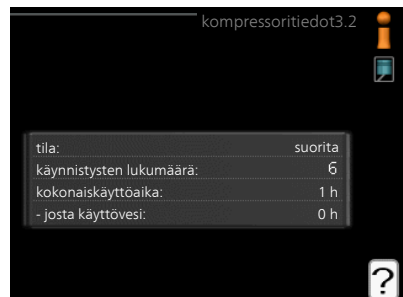 kompressoritiedot3.2
tila: suorita
käynnistysten lukumäärä: 6
kokonaiskäyttöaika: 1 h
- josta käyttövesi: 0 h
?